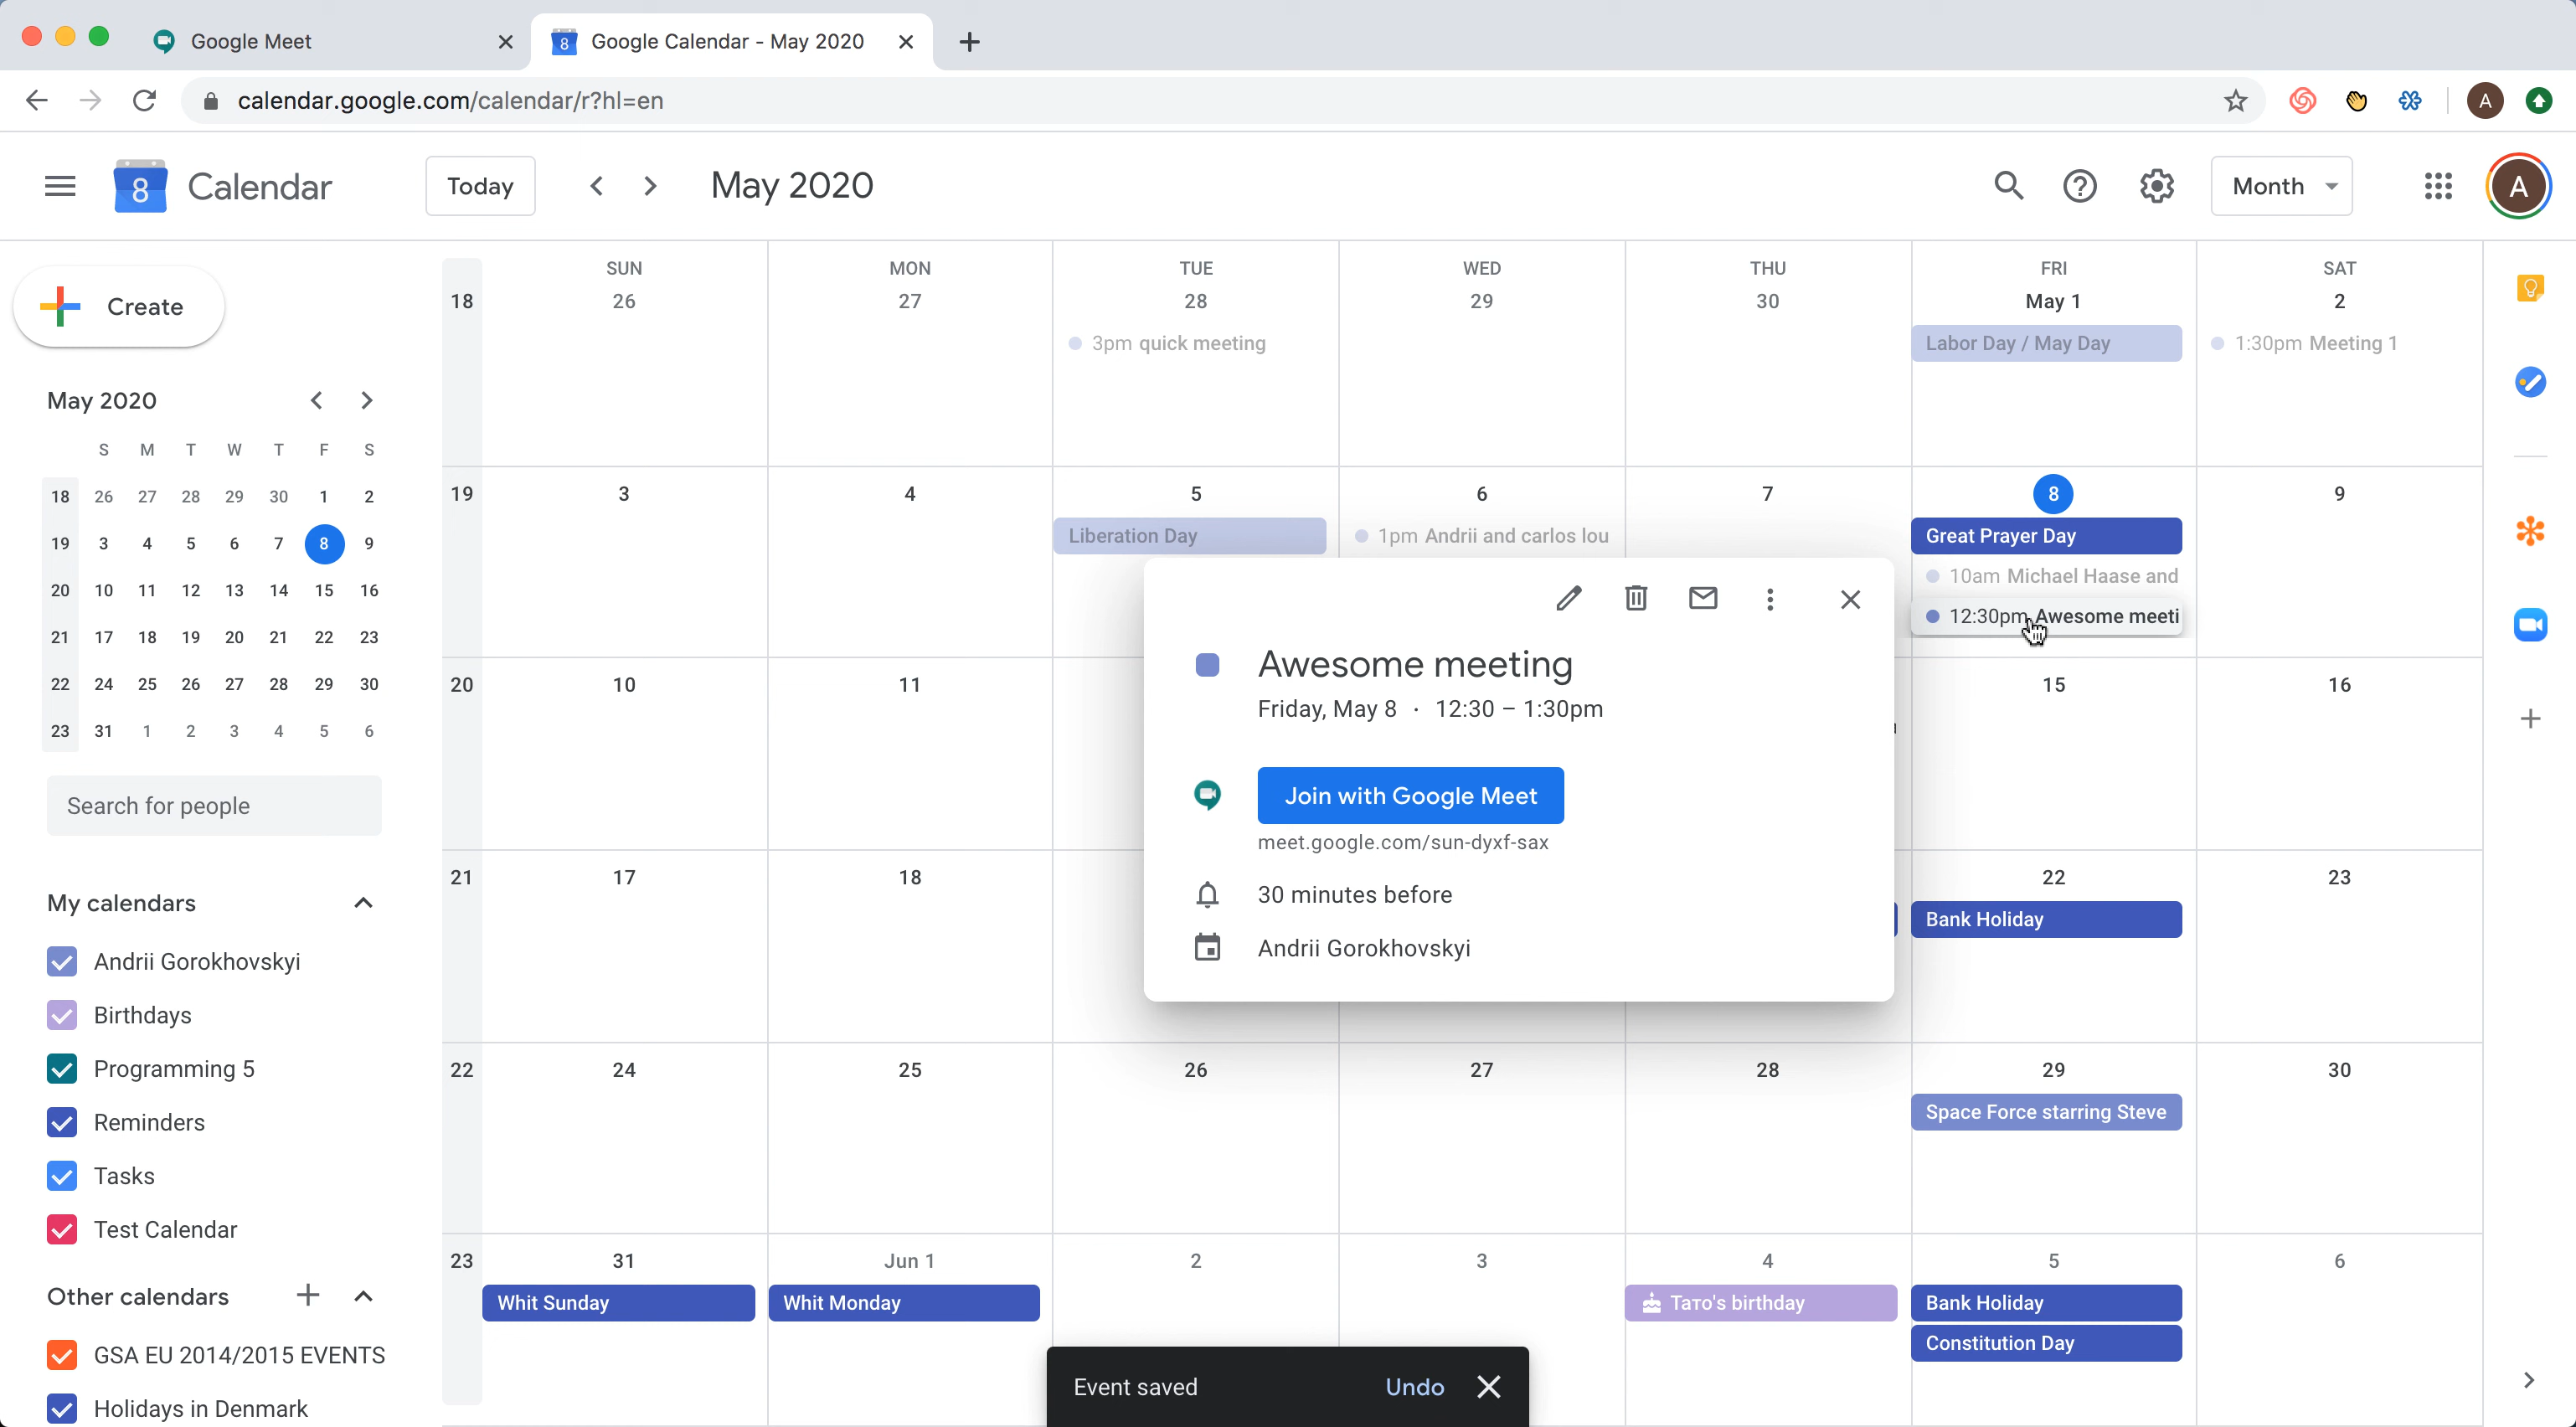 Google Meet
Google Calendar - May 2020
calendar.google.com/calendar/r?hl=en
A
8
Calendar
Today
May 2020
Month
A
Create
May 2020
S M T W T F S
18 26 27 28 29 30 1 2
19 3 4 5 6 7 8 9
20 10 11 12 13 14 15 16
21 17 18 19 20 21 22 23
22 24 25 26 27 28 29 30
23 31 1 2 3 4 5 6
Search for people
My calendars
Andrii Gorokhovskyi
Birthdays
Programming 5
Reminders
Tasks
Test Calendar
Other calendars
GSA EU 2014/2015 EVENTS
Holidays in Denmark
SUN MON TUE WED THU FRI SAT
18 26 27 28 29 30 May 1 2
3pm quick meeting
Labor Day / May Day
1:30pm Meeting 1
19 3 4 5 6 7 8 9
Liberation Day
1pm Andrii and carlos lou
Great Prayer Day
10am Michael Haase and
12:30pm Awesome meeti
20 10 11 15 16
Awesome meeting
Friday, May 8 · 12:30 – 1:30pm
Join with Google Meet
meet.google.com/sun-dyxf-sax
30 minutes before
Andrii Gorokhovskyi
21 17 18 22 23
Bank Holiday
22 24 25 26 27 28 29 30
Space Force starring Steve
23 31 Jun 1 2 3 4 5 6
Whit Sunday
Whit Monday
Тато's birthday
Bank Holiday
Constitution Day
Event saved
Undo